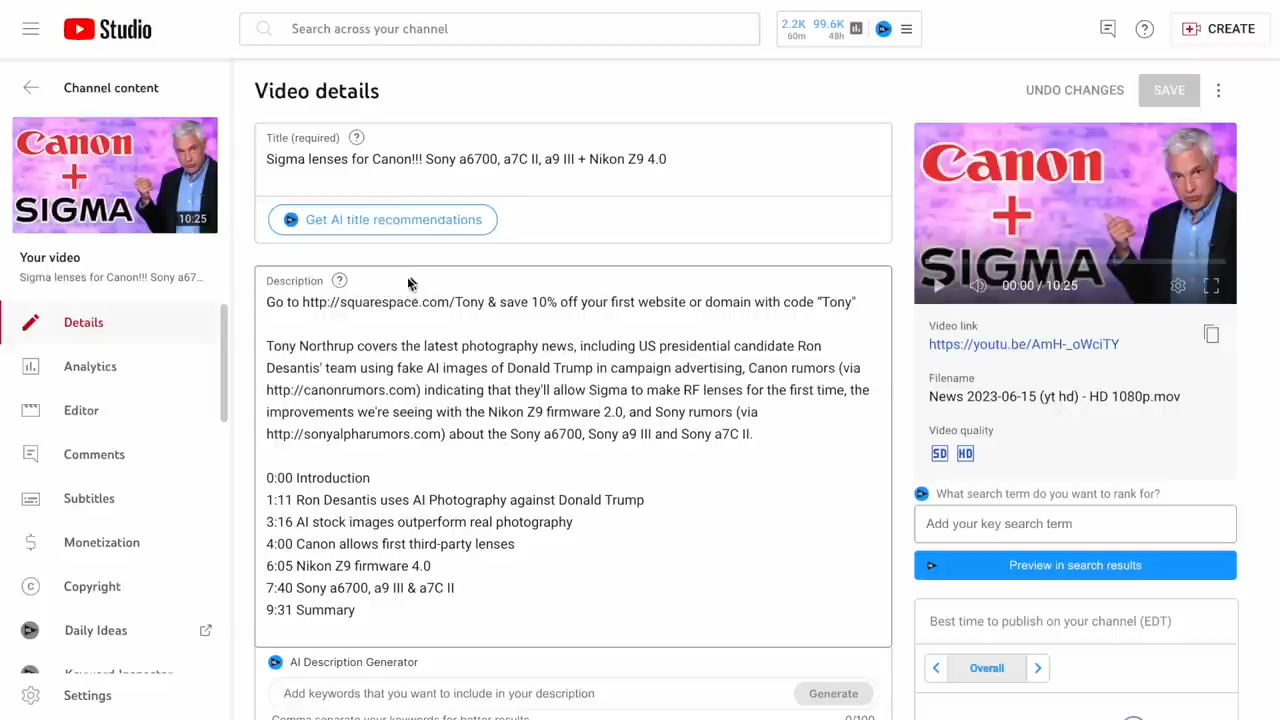 Studio
Search across your channel
2.2K 99.6K
60m 48h
CREATE
Channel content
Canon
+
SIGMA
10:25
Your video
Sigma lenses for Canon!!! Sony a67...
Details
Analytics
Editor
Comments
Subtitles
Monetization
Copyright
Daily Ideas
Keyword Inspector
Settings
Video details
UNDO CHANGES
SAVE
Title (required)
Sigma lenses for Canon!!! Sony a6700, a7C II, a9 III + Nikon Z9 4.0
Get AI title recommendations
Description
Go to http://squarespace.com/Tony & save 10% off your first website or domain with code “Tony"
Tony Northrup covers the latest photography news, including US presidential candidate Ron
Desantis' team using fake AI images of Donald Trump in campaign advertising, Canon rumors (via
http://canonrumors.com) indicating that they'll allow Sigma to make RF lenses for the first time, the
improvements we're seeing with the Nikon Z9 firmware 2.0, and Sony rumors (via
http://sonyalpharumors.com) about the Sony a6700, Sony a9 III and Sony a7C II.
0:00 Introduction
1:11 Ron Desantis uses AI Photography against Donald Trump
3:16 AI stock images outperform real photography
4:00 Canon allows first third-party lenses
6:05 Nikon Z9 firmware 4.0
7:40 Sony a6700, a9 III & a7C II
9:31 Summary
AI Description Generator
Add keywords that you want to include in your description
Generate
Comma separate your keywords for better results
0/100
Canon
+
SIGMA
00:00 / 10:25
Video link
https://youtu.be/AmH-_oWciTY
Filename
News 2023-06-15 (yt hd) - HD 1080p.mov
Video quality
SD HD
What search term do you want to rank for?
Add your key search term
Preview in search results
Best time to publish on your channel (EDT)
Overall